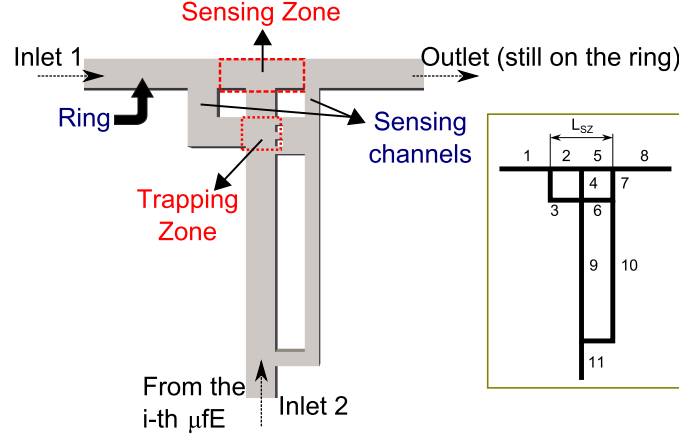 Sensing Zone
Inlet 1
Outlet (still on the ring)
Ring
Sensing
channels
Trapping
Zone
From the
i-th μfE
Inlet 2
L_SZ
1 2 5 8
4 7
3 6
9 10
11